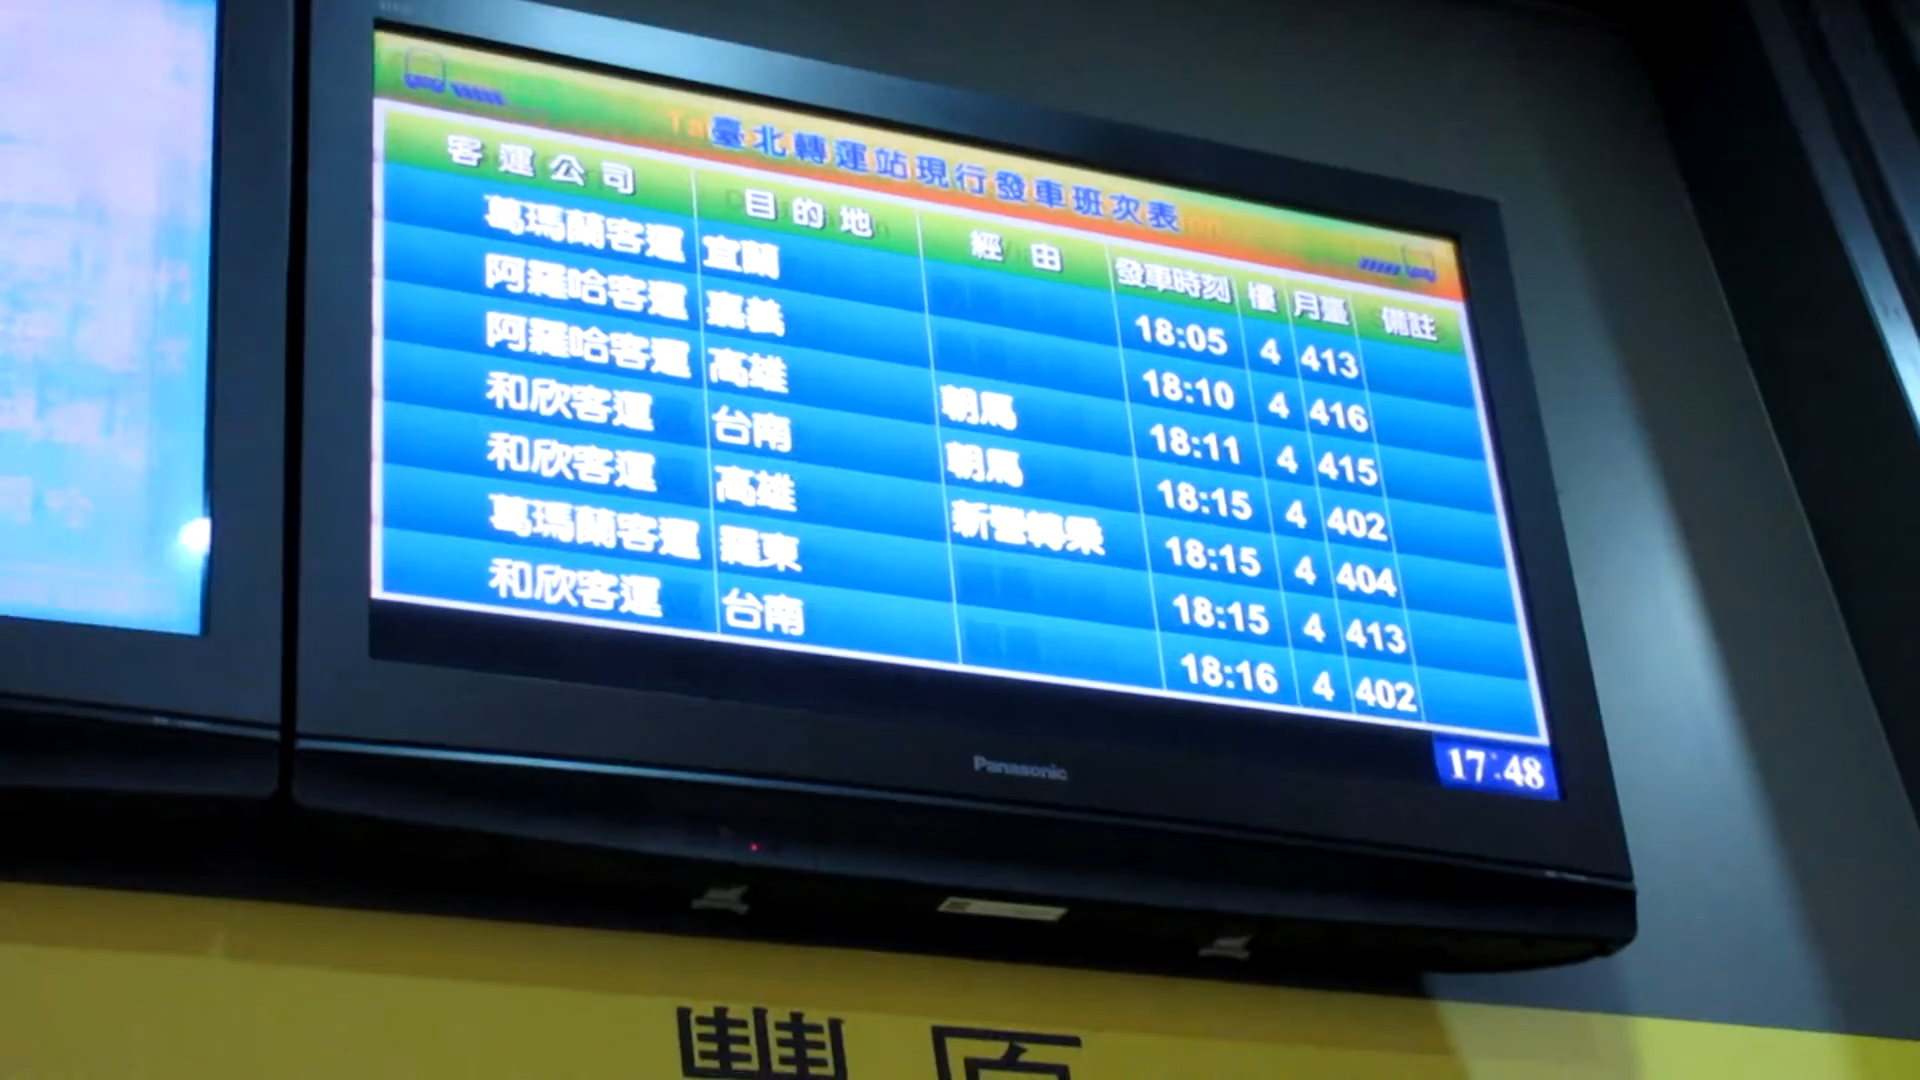 臺北轉運站現行發車班次表
客運公司 目的地 經由 發車時刻 樓 月臺 備註
葛瑪蘭客運 宜蘭 18:05 4 413
阿羅哈客運 嘉義 18:10 4 416
阿羅哈客運 高雄 朝馬 18:11 4 415
和欣客運 台南 朝馬 18:15 4 402
和欣客運 高雄 新營轉乘 18:15 4 404
葛瑪蘭客運 羅東 18:15 4 413
和欣客運 台南 18:16 4 402
17:48
Panasonic